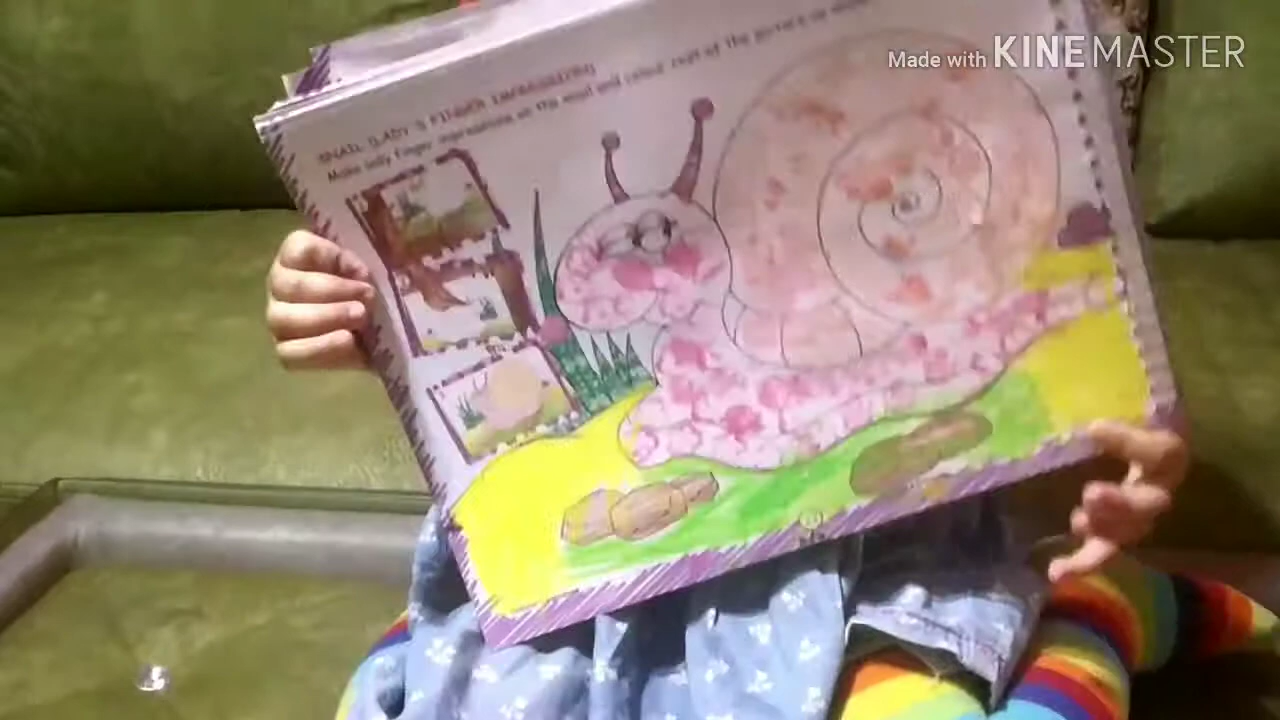 Made with KINEMASTER
SNAIL (LADY'S FINGER IMPRESSION)
Make lady finger impressions on the snail and colour rest of the picture